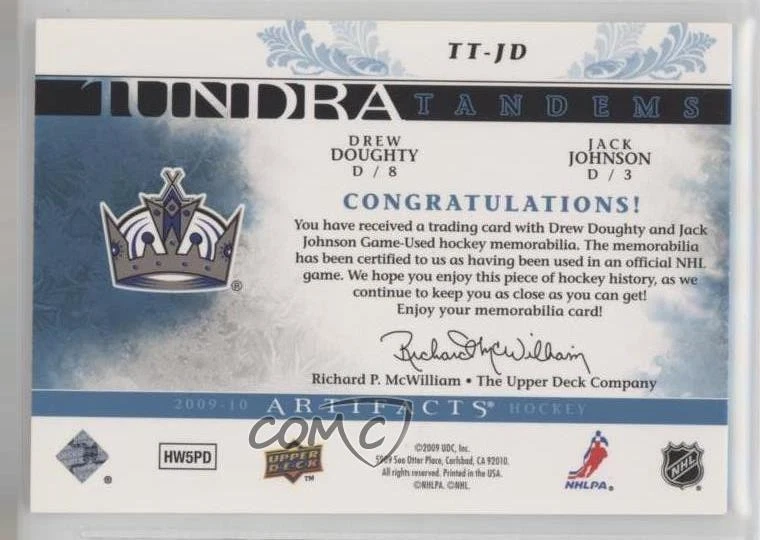 TT-JD
TUNDRA TANDEMS
DREW DOUGHTY
D / 8
JACK JOHNSON
D / 3
CONGRATULATIONS!
You have received a trading card with Drew Doughty and Jack
Johnson Game-Used hockey memorabilia. The memorabilia
has been certified to us as having been used in an official NHL
game. We hope you enjoy this piece of hockey history, as we
continue to keep you as close as you can get!
Enjoy your memorabilia card!
®
Richard McWilliam
Richard P. McWilliam • The Upper Deck Company
2009-10 ARTIFACTS® HOCKEY
COMC
®
HW5PD
UPPER DECK
TM
©2009 UDC, Inc.
5909 Sea Otter Place, Carlsbad, CA 92010.
All rights reserved. Printed in the USA.
©NHLPA. ©NHL.
NHLPA.
NHL